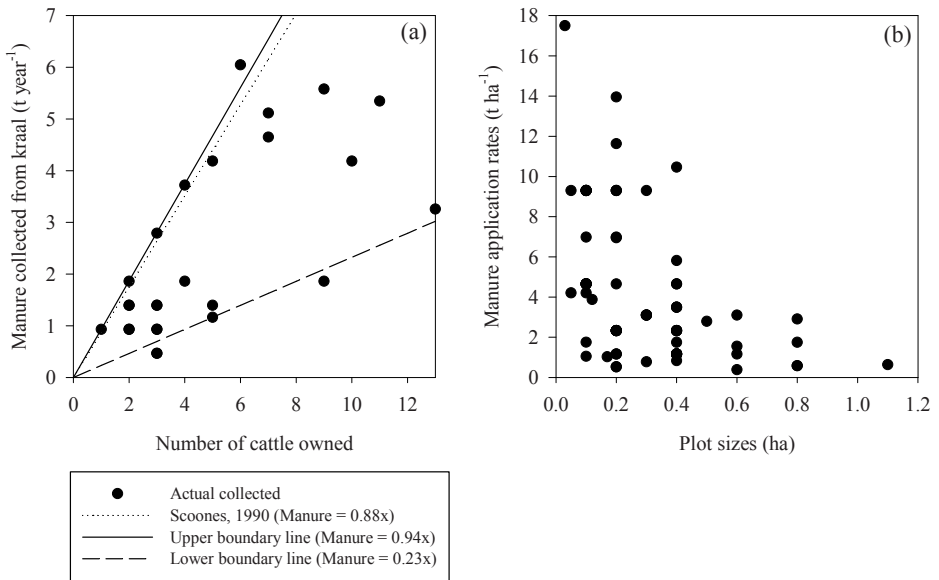 (a)
Manure collected from kraal (t year⁻¹)
7
6
5
4
3
2
1
0
0 2 4 6 8 10 12
Number of cattle owned
(b)
Manure application rates (t ha⁻¹)
18
16
14
12
10
8
6
4
2
0
0.0 0.2 0.4 0.6 0.8 1.0 1.2
Plot sizes (ha)
Actual collected
Scoones, 1990 (Manure = 0.88x)
Upper boundary line (Manure = 0.94x)
Lower boundary line (Manure = 0.23x)